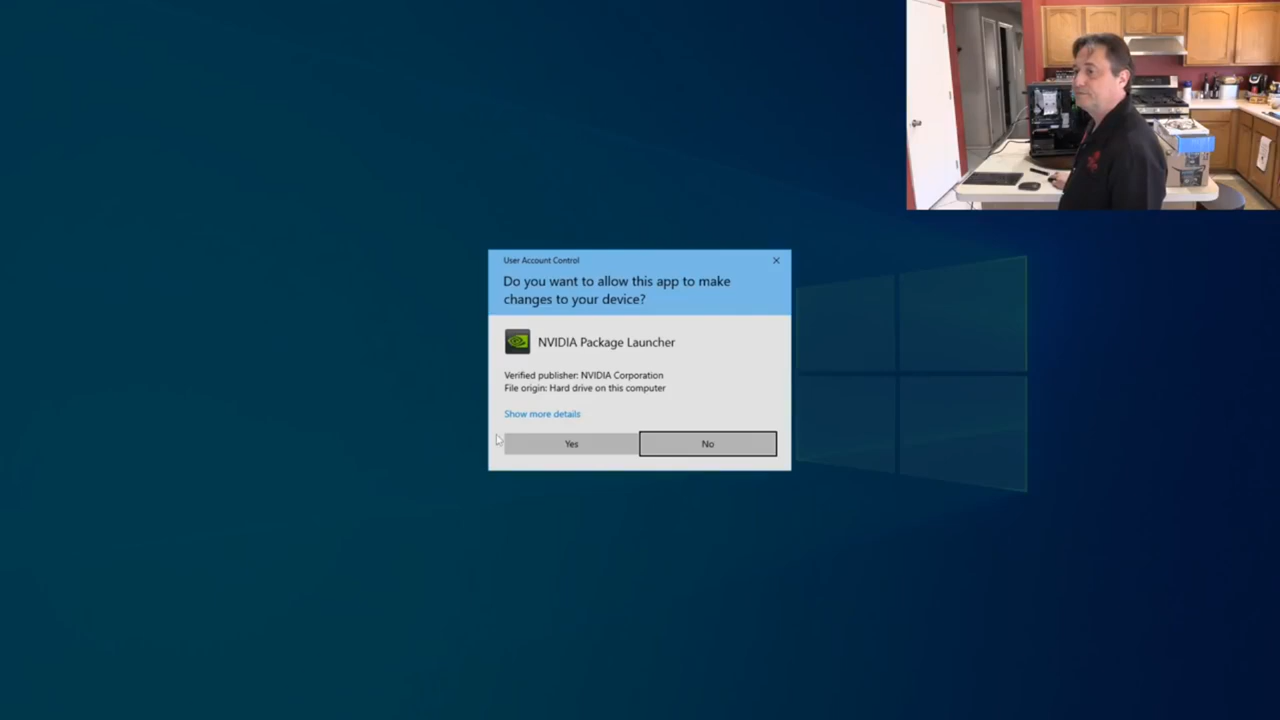 User Account Control
Do you want to allow this app to make
changes to your device?
NVIDIA Package Launcher
Verified publisher: NVIDIA Corporation
File origin: Hard drive on this computer
Show more details
Yes
No